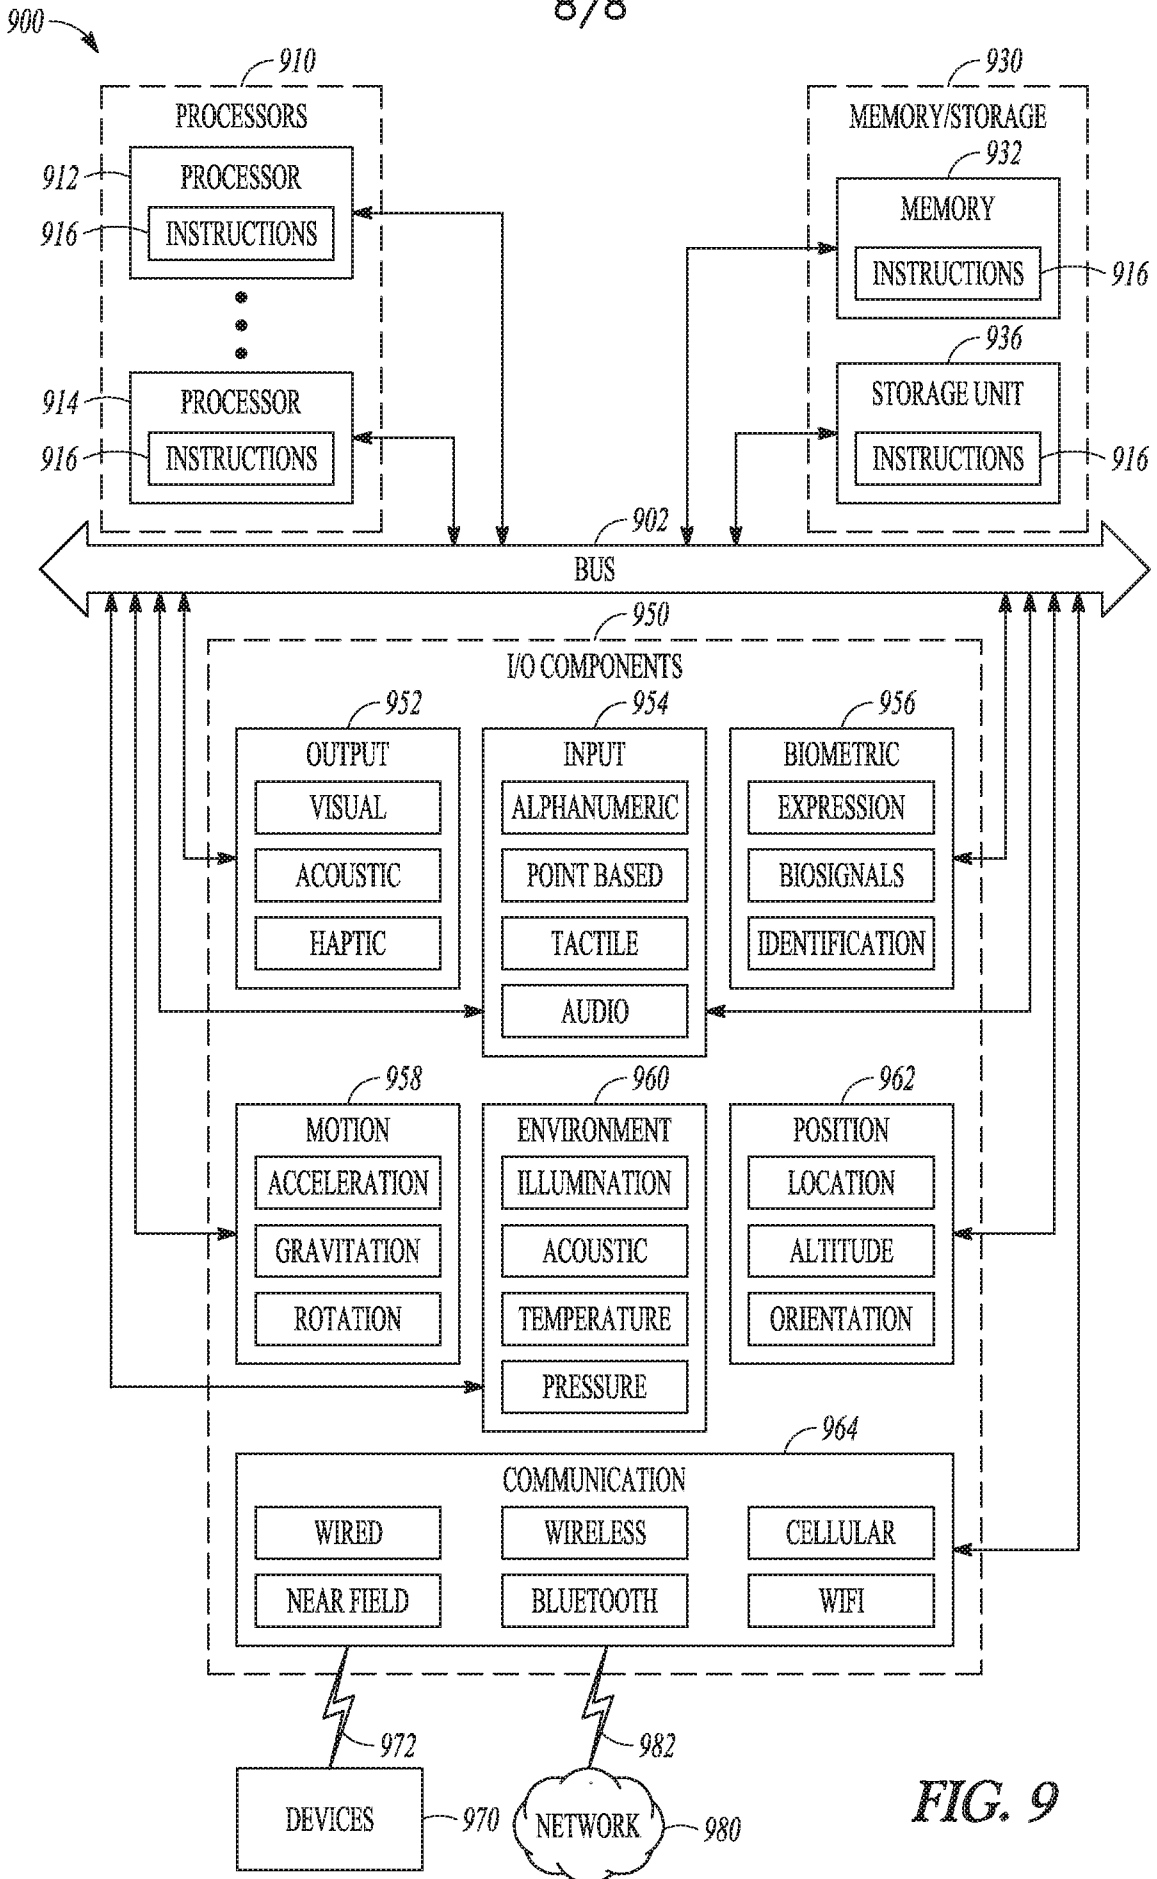 8/8
900
910
930
PROCESSORS
MEMORY/STORAGE
912
PROCESSOR
932
MEMORY
916
INSTRUCTIONS
INSTRUCTIONS
916
936
914
PROCESSOR
STORAGE UNIT
916
INSTRUCTIONS
INSTRUCTIONS
916
902
BUS
950
I/O COMPONENTS
952
954
956
OUTPUT
INPUT
BIOMETRIC
VISUAL
ALPHANUMERIC
EXPRESSION
ACOUSTIC
POINT BASED
BIOSIGNALS
HAPTIC
TACTILE
IDENTIFICATION
AUDIO
958
960
962
MOTION
ENVIRONMENT
POSITION
ACCELERATION
ILLUMINATION
LOCATION
GRAVITATION
ACOUSTIC
ALTITUDE
ROTATION
TEMPERATURE
ORIENTATION
PRESSURE
964
COMMUNICATION
WIRED
WIRELESS
CELLULAR
NEAR FIELD
BLUETOOTH
WIFI
972
982
DEVICES
970
NETWORK
980
FIG. 9